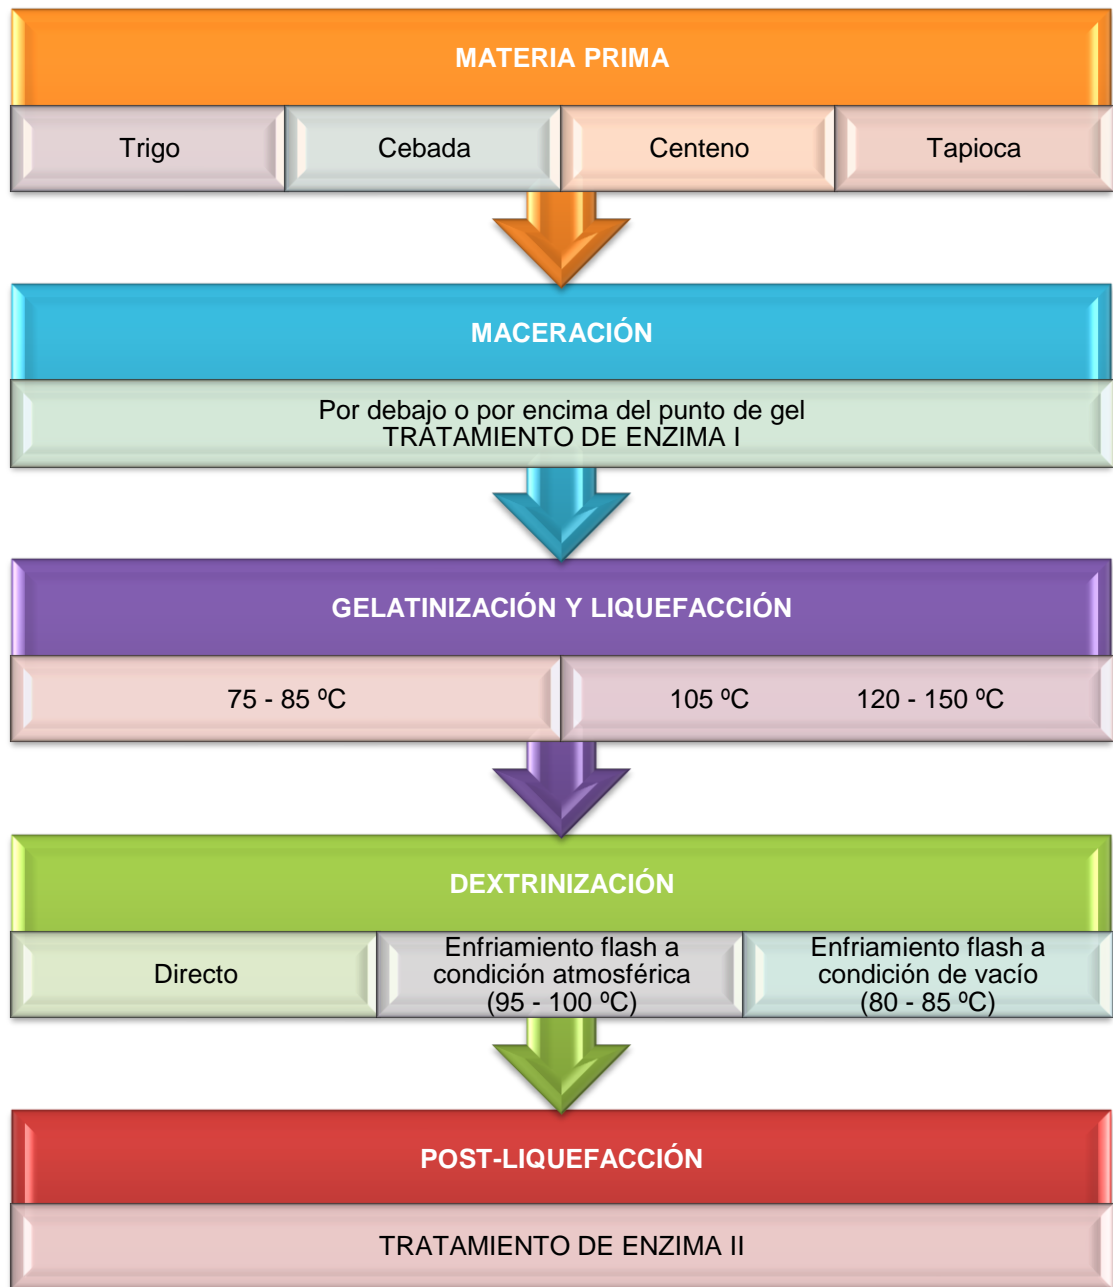 MATERIA PRIMA
Trigo
Cebada
Centeno
Tapioca
MACERACIÓN
Por debajo o por encima del punto de gel
TRATAMIENTO DE ENZIMA I
GELATINIZACIÓN Y LIQUEFACCIÓN
75 - 85 ºC
105 ºC 120 - 150 ºC
DEXTRINIZACIÓN
Directo
Enfriamiento flash a
condición atmosférica
(95 - 100 ºC)
Enfriamiento flash a
condición de vacío
(80 - 85 ºC)
POST-LIQUEFACCIÓN
TRATAMIENTO DE ENZIMA II